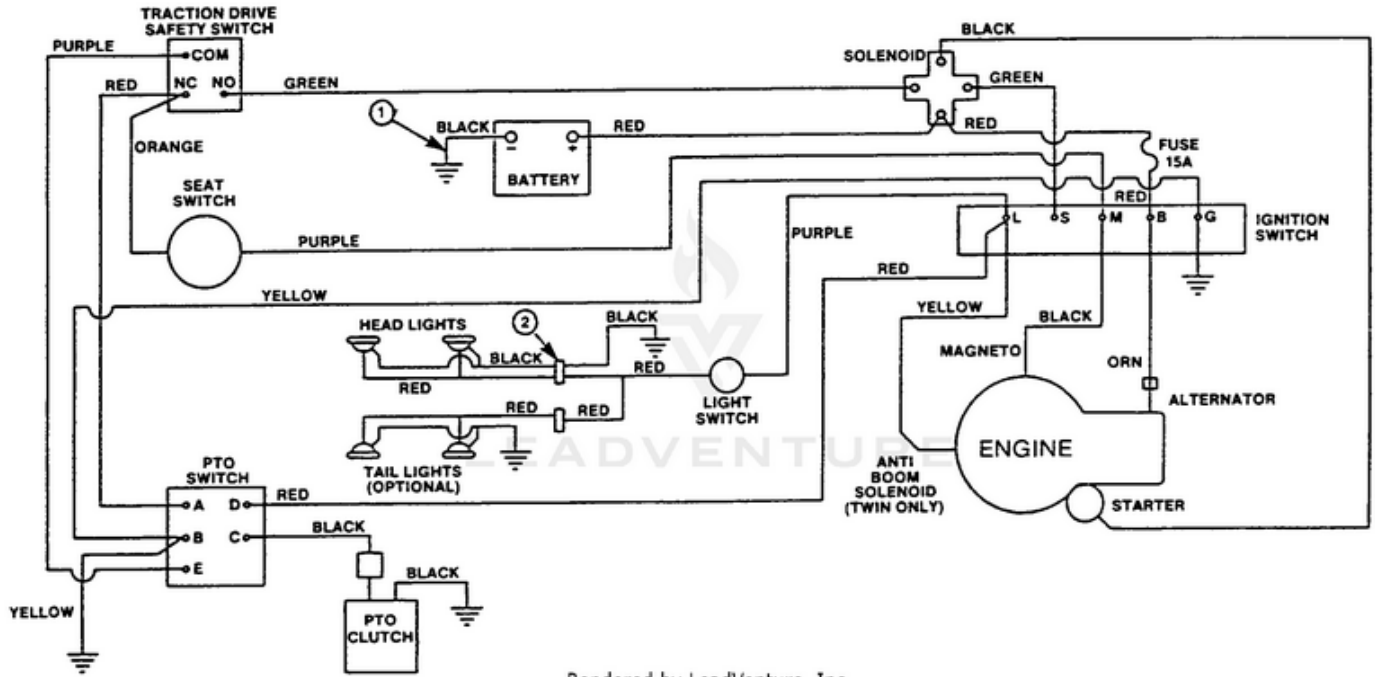 TRACTION DRIVE
SAFETY SWITCH
PURPLE
COM
RED
NC
NO
GREEN
ORANGE
SEAT
SWITCH
PURPLE
1
BLACK
RED
-
+
BATTERY
SOLENOID
BLACK
GREEN
RED
FUSE
15A
RED
L
S
M
B
G
IGNITION
SWITCH
PURPLE
RED
YELLOW
YELLOW
BLACK
MAGNETO
ORN
ALTERNATOR
HEAD LIGHTS
2
BLACK
BLACK
RED
RED
LIGHT
SWITCH
RED
RED
TAIL LIGHTS
(OPTIONAL)
LEADVENTURE
ENGINE
ANTI
BOOM
SOLENOID
(TWIN ONLY)
STARTER
PTO
SWITCH
A
D
RED
B
C
BLACK
E
BLACK
YELLOW
PTO
CLUTCH